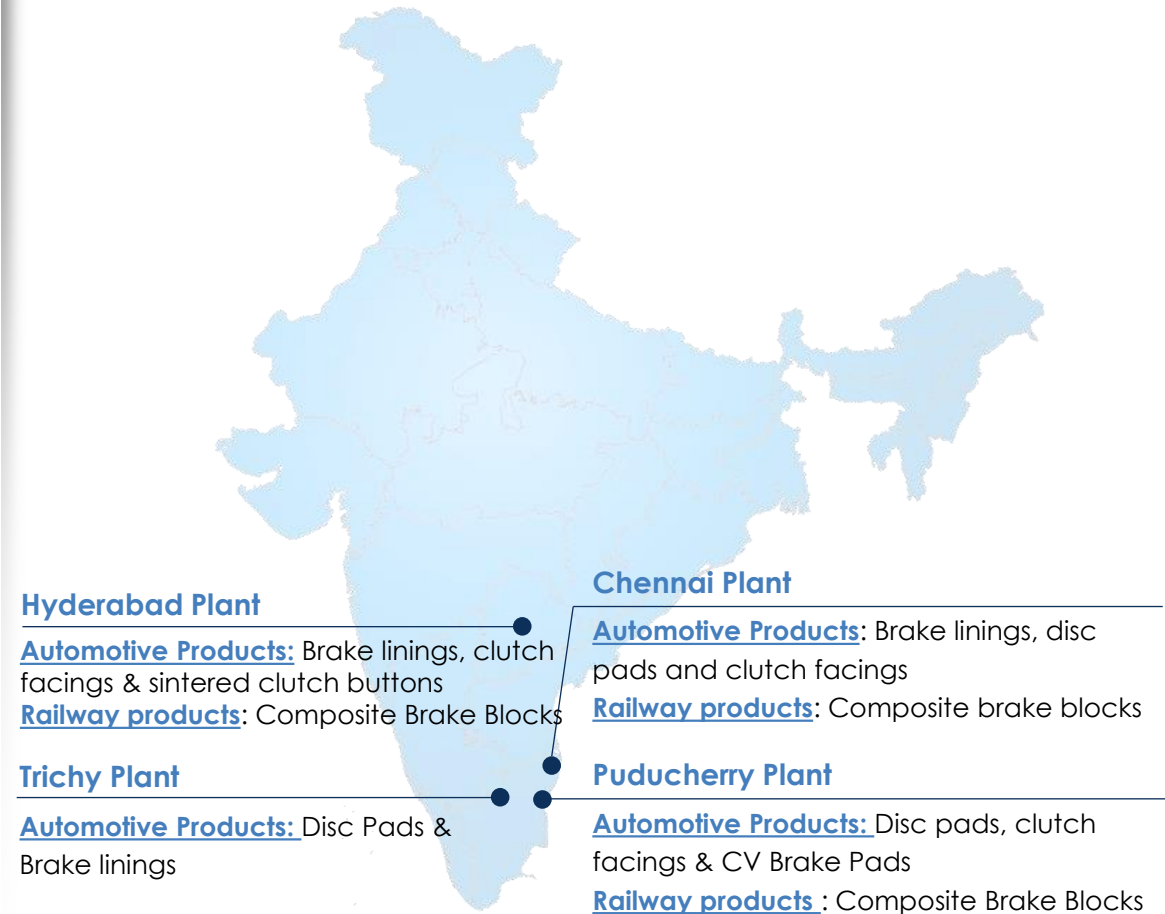 Hyderabad Plant
Automotive Products: Brake linings, clutch
facings & sintered clutch buttons
Railway products: Composite Brake Blocks
Chennai Plant
Automotive Products: Brake linings, disc
pads and clutch facings
Railway products: Composite brake blocks
Trichy Plant
Automotive Products: Disc Pads &
Brake linings
Puducherry Plant
Automotive Products: Disc pads, clutch
facings & CV Brake Pads
Railway products : Composite Brake Blocks